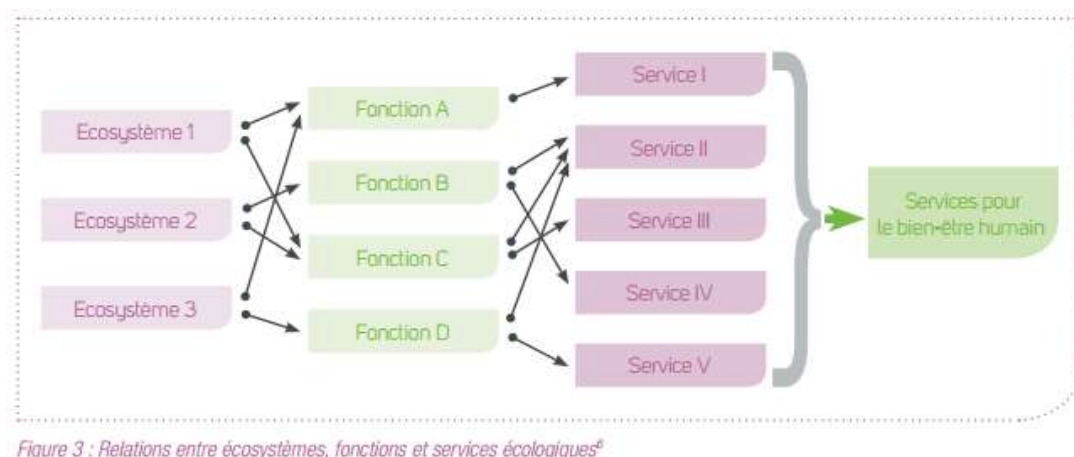 Ecosystème 1
Ecosystème 2
Ecosystème 3
Fonction A
Fonction B
Fonction C
Fonction D
Service I
Service II
Service III
Service IV
Service V
Services pour
le bien-être humain
Figure 3 : Relations entre écosystèmes, fonctions et services écologiques⁶